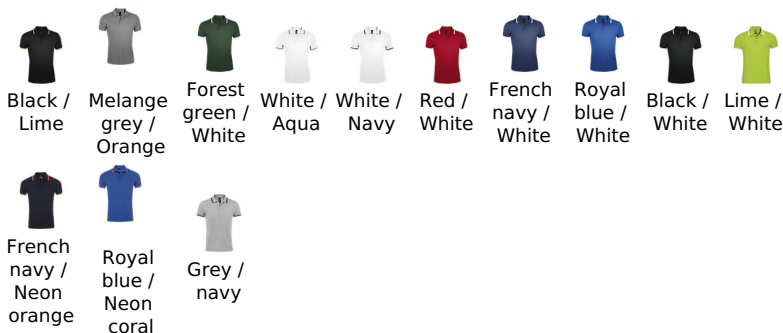 Black /
Lime
Melange
grey /
Orange
Forest
green /
White
White /
Aqua
White /
Navy
Red /
White
French
navy /
White
Royal
blue /
White
Black /
White
Lime /
White
French
navy /
Neon
orange
Royal
blue /
Neon
coral
Grey /
navy